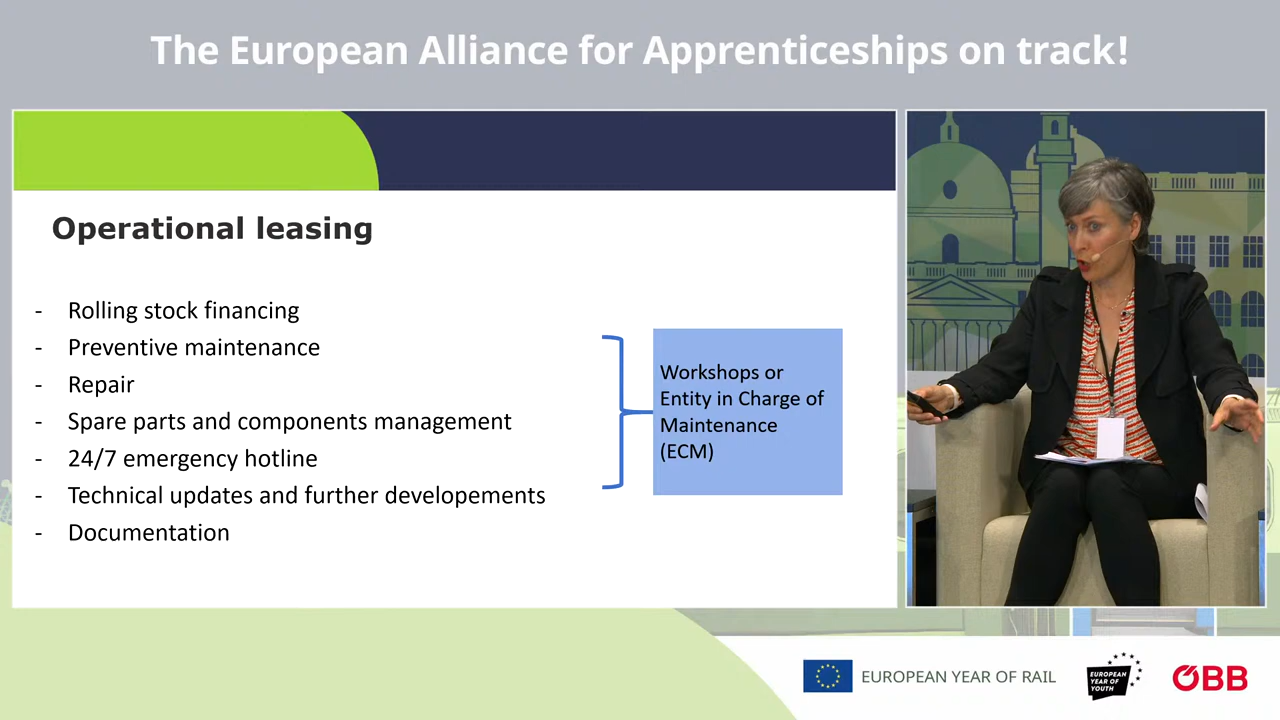 The European Alliance for Apprenticeships on track!
Operational leasing
- Rolling stock financing
- Preventive maintenance
- Repair
- Spare parts and components management
- 24/7 emergency hotline
- Technical updates and further developements
- Documentation
Workshops or
Entity in Charge of
Maintenance
(ECM)
EUROPEAN YEAR OF RAIL
EUROPEAN
YEAR OF
YOUTH
ÖBB